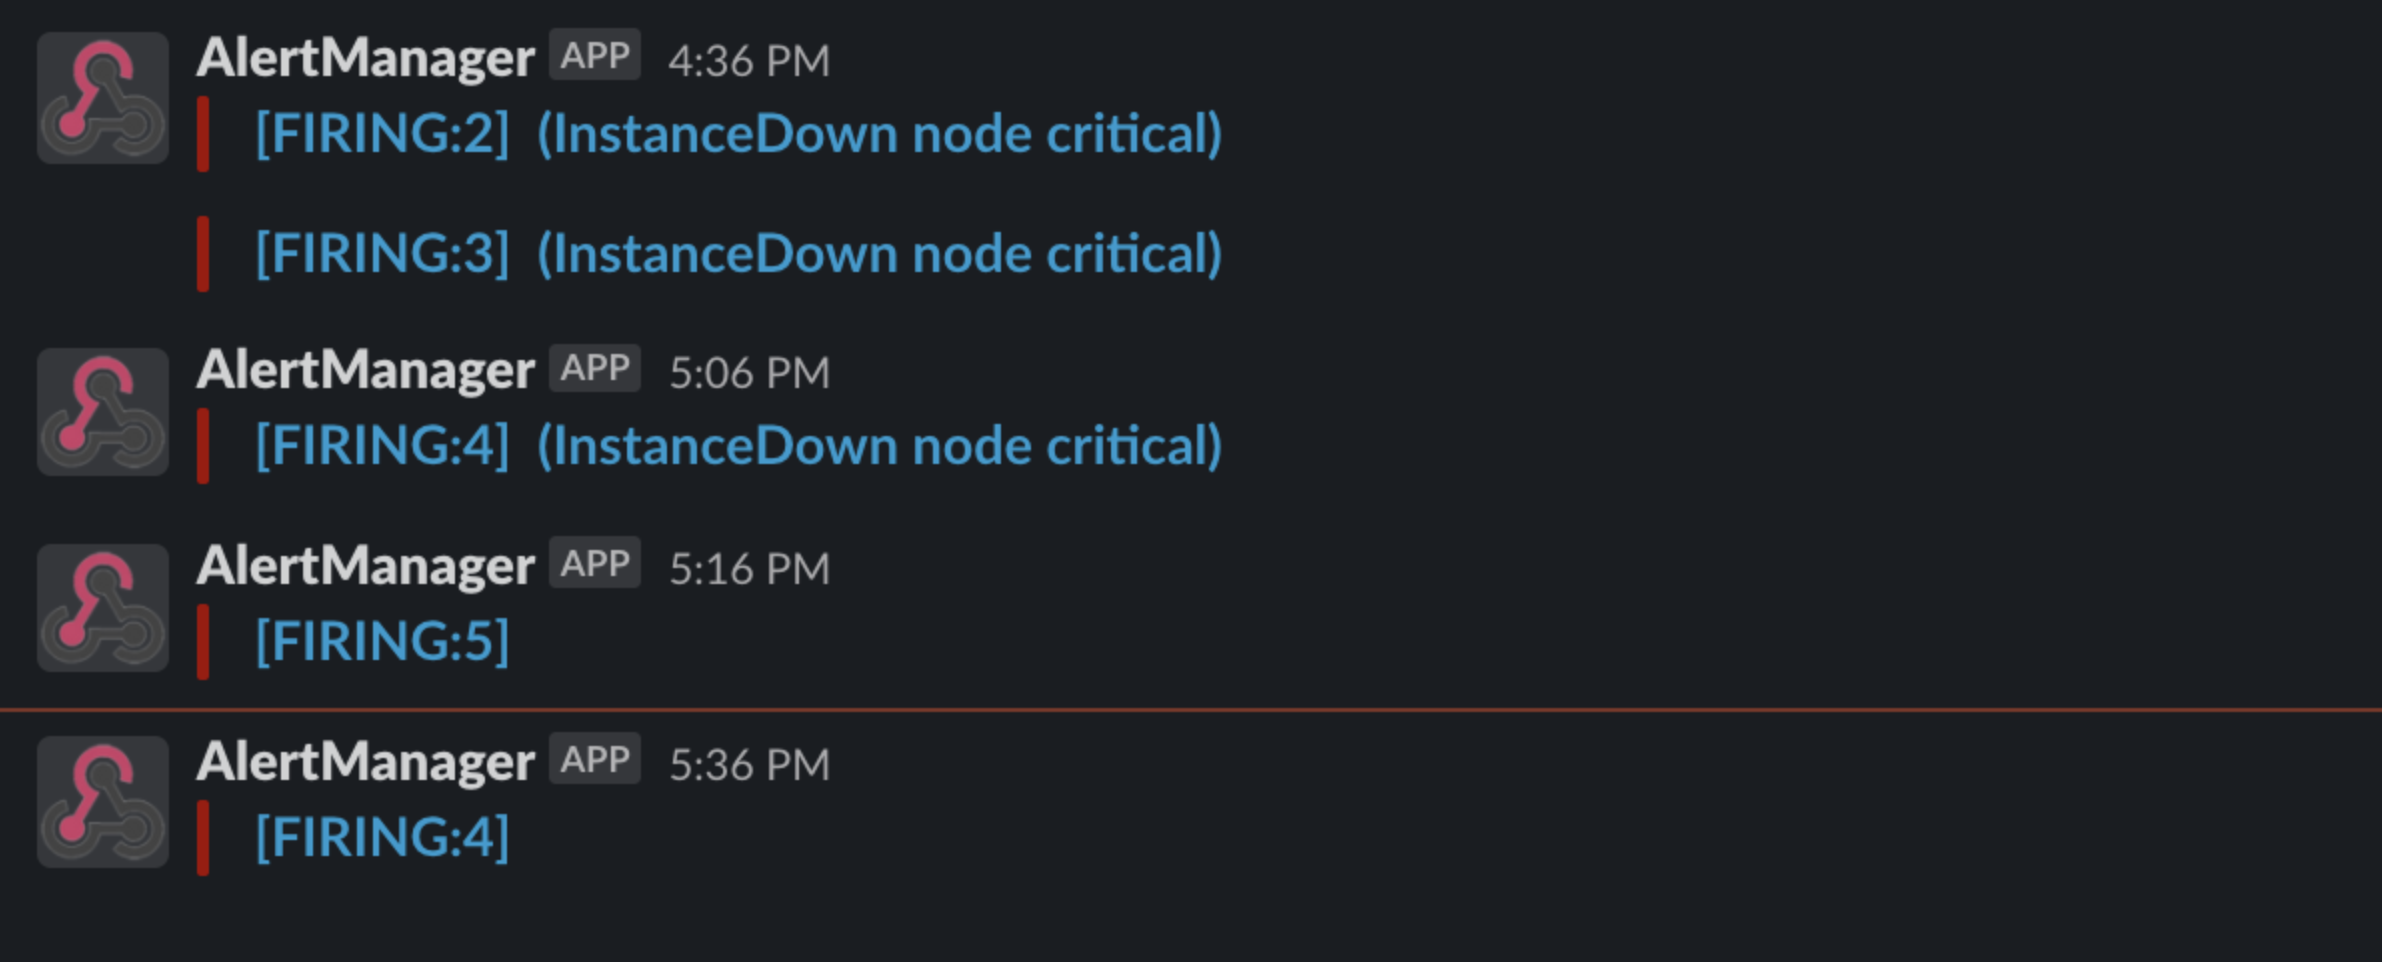 AlertManager APP 4:36 PM
[FIRING:2] (InstanceDown node critical)
[FIRING:3] (InstanceDown node critical)
AlertManager APP 5:06 PM
[FIRING:4] (InstanceDown node critical)
AlertManager APP 5:16 PM
[FIRING:5]
AlertManager APP 5:36 PM
[FIRING:4]